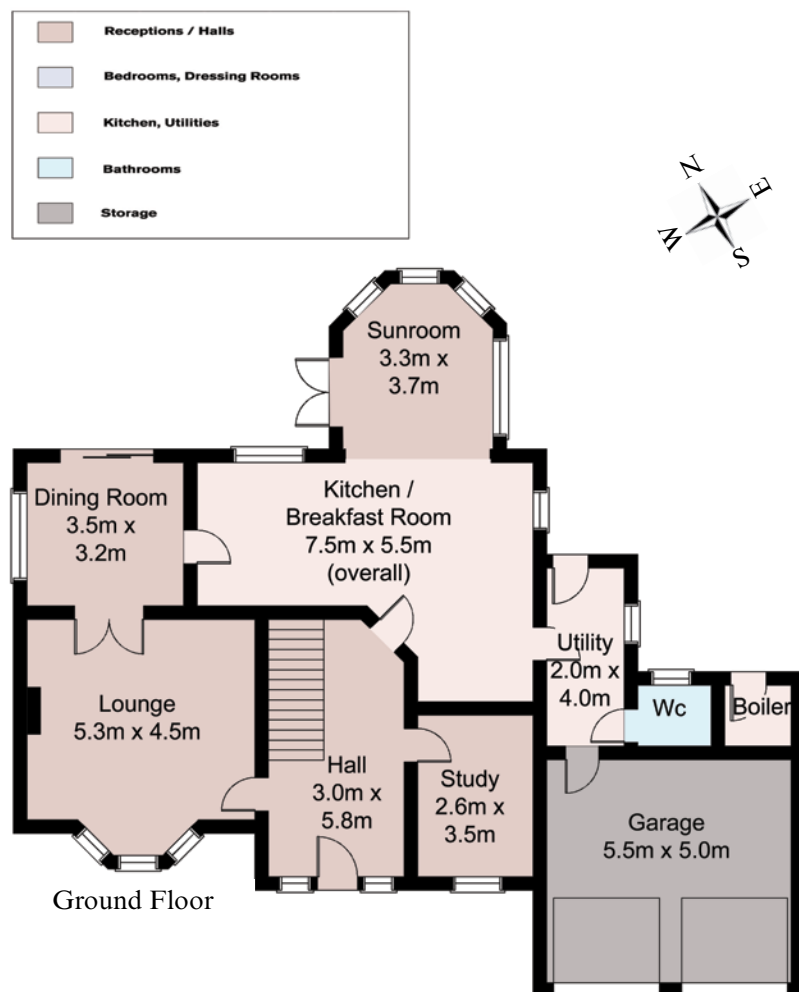 Receptions / Halls
Bedrooms, Dressing Rooms
Kitchen, Utilities
Bathrooms
Storage
N
E
W
S
Sunroom
3.3m x
3.7m
Dining Room
3.5m x
3.2m
Kitchen /
Breakfast Room
7.5m x 5.5m
(overall)
Utility
2.0m x
4.0m
Wc
Boiler
Lounge
5.3m x 4.5m
Hall
3.0m x
5.8m
Study
2.6m x
3.5m
Garage
5.5m x 5.0m
Ground Floor